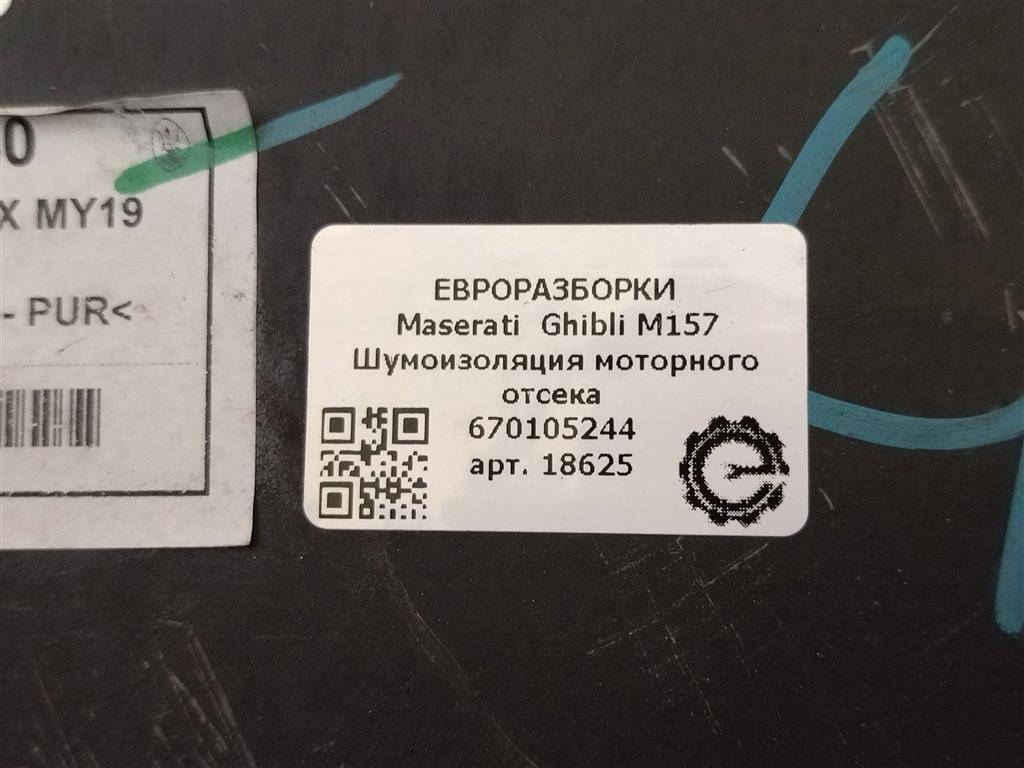 0
X MY19
- PUR<
ЕВРОРАЗБОРКИ
Maserati Ghibli M157
Шумоизоляция моторного
отсека
670105244
арт. 18625